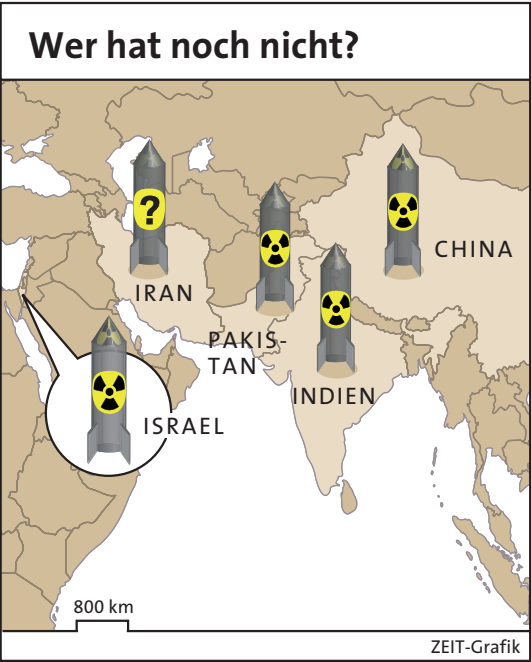 Wer hat noch nicht?
?
CHINA
IRAN
PAKIS-
TAN
INDIEN
ISRAEL
800 km
ZEIT-Grafik